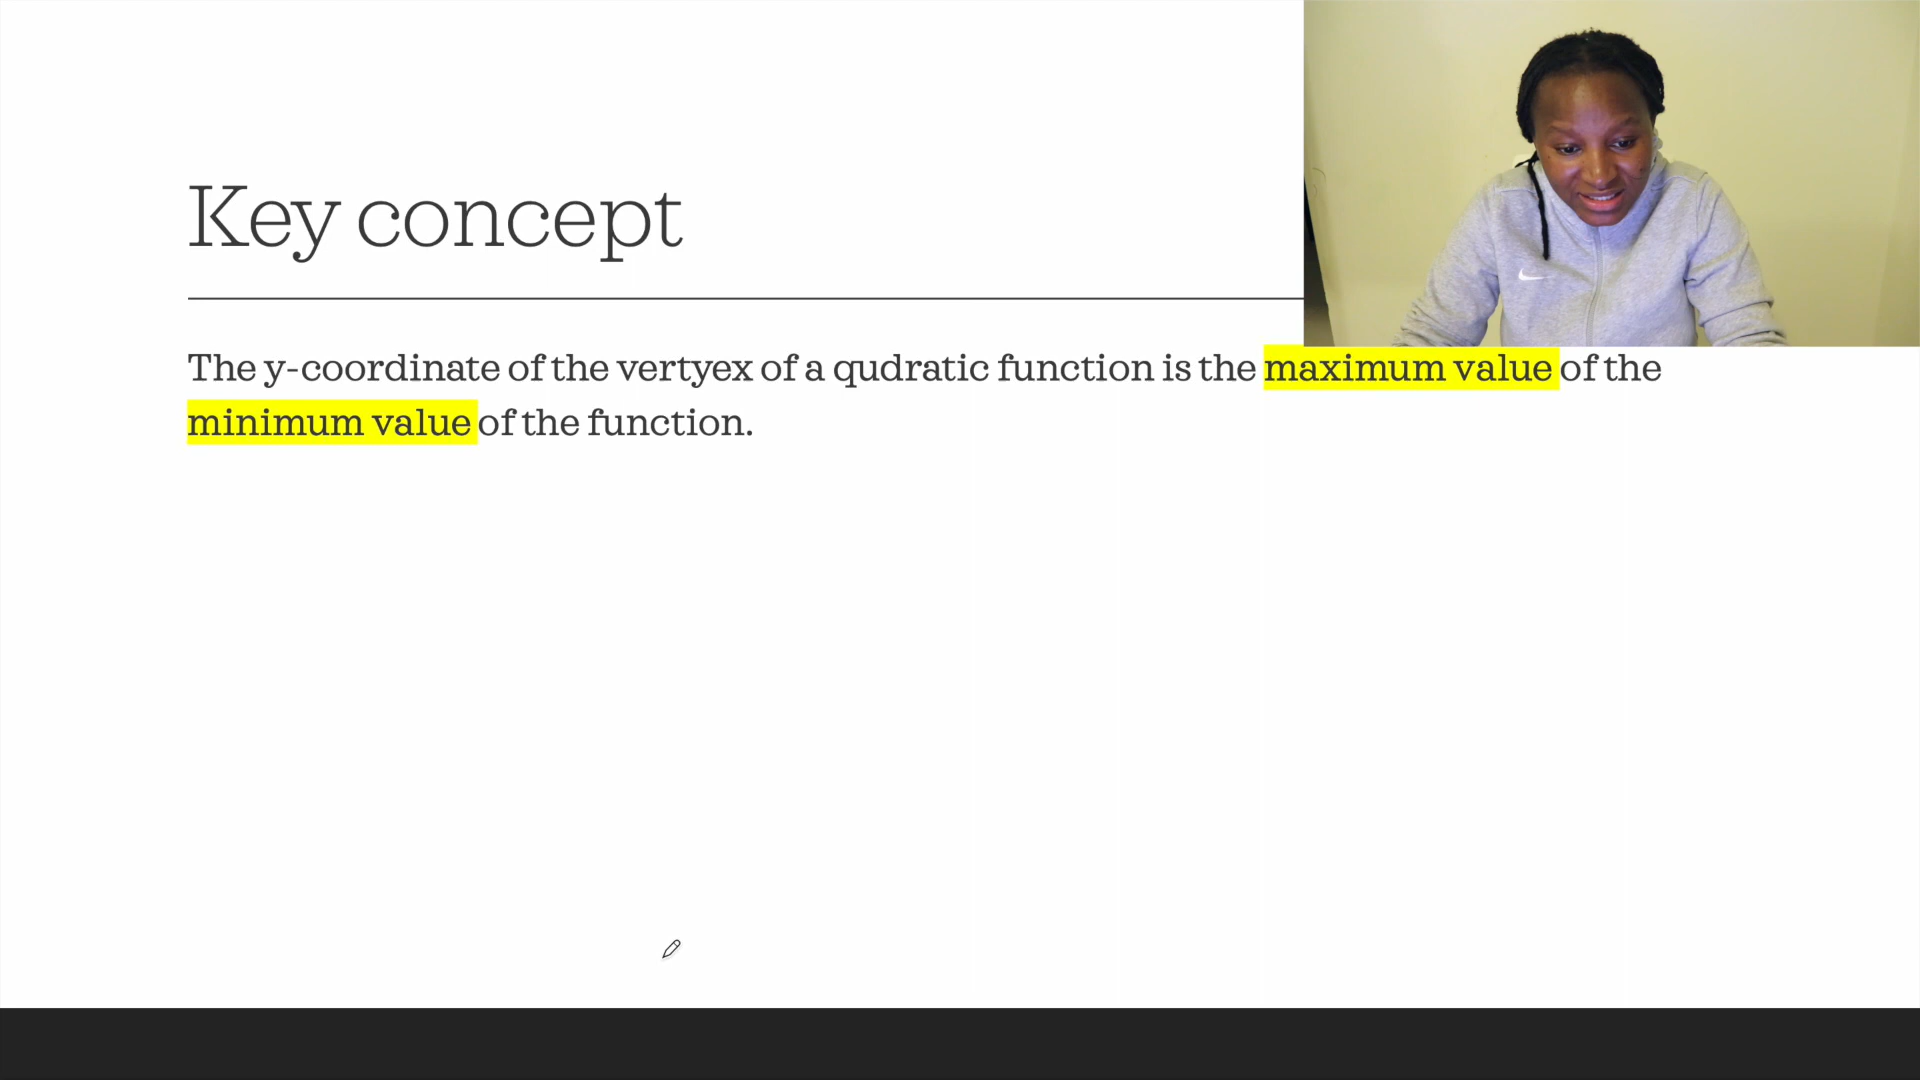 Key concept
The y-coordinate of the vertyex of a qudratic function is the maximum value of the
minimum value of the function.